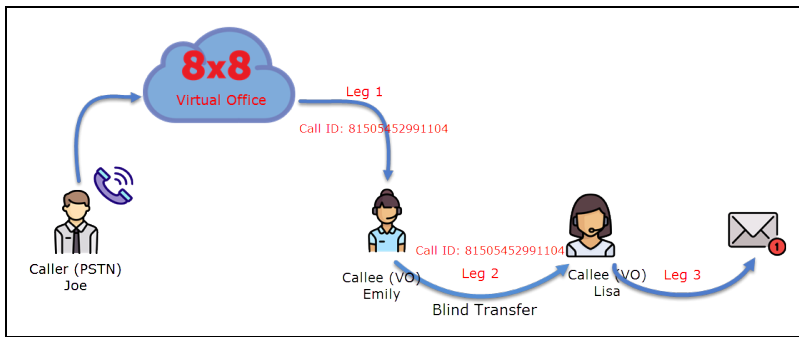 8x8
Virtual Office
Leg 1
Call ID: 81505452991104
Caller (PSTN)
Joe
Callee (VO)
Emily
Call ID: 81505452991104
Leg 2
Blind Transfer
Callee (VO)
Lisa
Leg 3
1